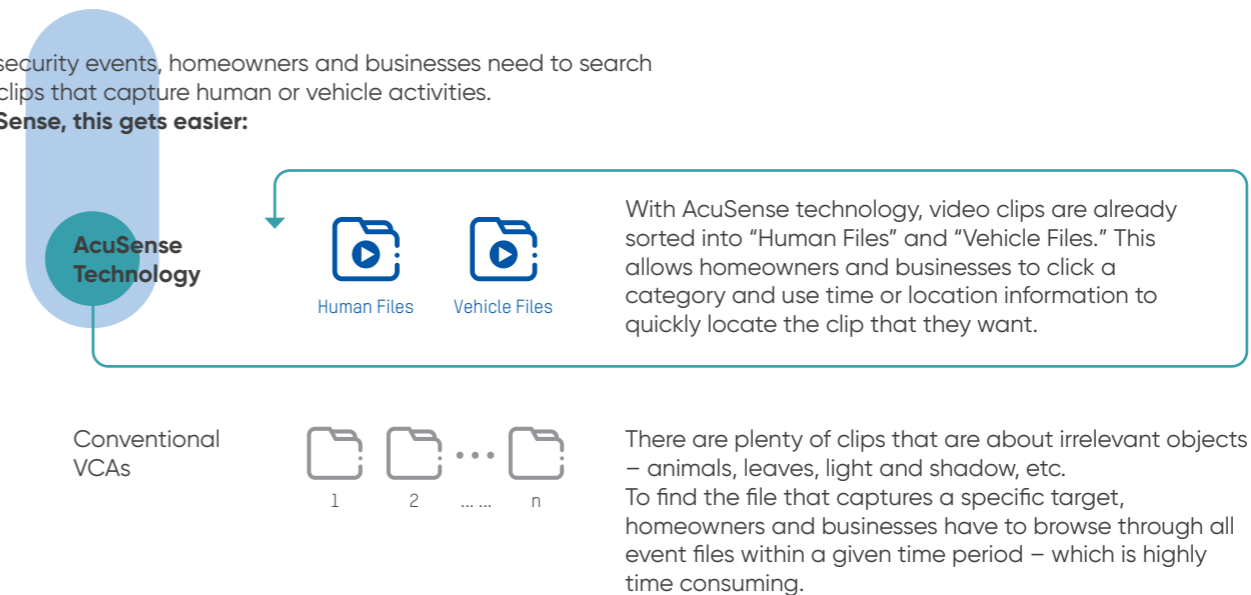 security events, homeowners and businesses need to search
clips that capture human or vehicle activities.
Sense, this gets easier:
AcuSense
Technology
Human Files
Vehicle Files
With AcuSense technology, video clips are already
sorted into “Human Files” and “Vehicle Files.” This
allows homeowners and businesses to click a
category and use time or location information to
quickly locate the clip that they want.
Conventional
VCAs
1 2 ... ... n
There are plenty of clips that are about irrelevant objects
– animals, leaves, light and shadow, etc.
To find the file that captures a specific target,
homeowners and businesses have to browse through all
event files within a given time period – which is highly
time consuming.